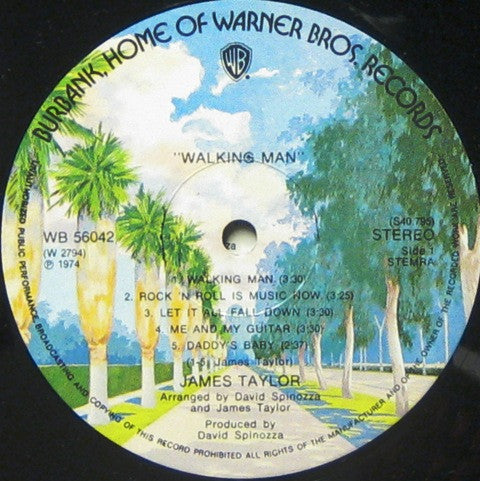 BURBANK, HOME OF WARNER BROS. RECORDS
WB
"WALKING MAN"
WB 56042
(W 2794)
℗ 1974
(S40.795)
STEREO
Side 1
STEMRA
1. WALKING MAN (3:30)
2. ROCK 'N ROLL IS MUSIC NOW (3:25)
3. LET IT ALL FALL DOWN (3:30)
4. ME AND MY GUITAR (3:30)
5. DADDY'S BABY (2:37)
(1-5) James Taylor)
JAMES TAYLOR
Arranged by David Spinozza
and James Taylor
Produced by
David Spinozza
ALL RIGHTS OF THE MANUFACTURER AND OF THE OWNER OF THE RECORDED WORK ARE RESERVED. UNAUTHORIZED PUBLIC PERFORMANCE, BROADCASTING AND COPYING OF THIS RECORD PROHIBITED